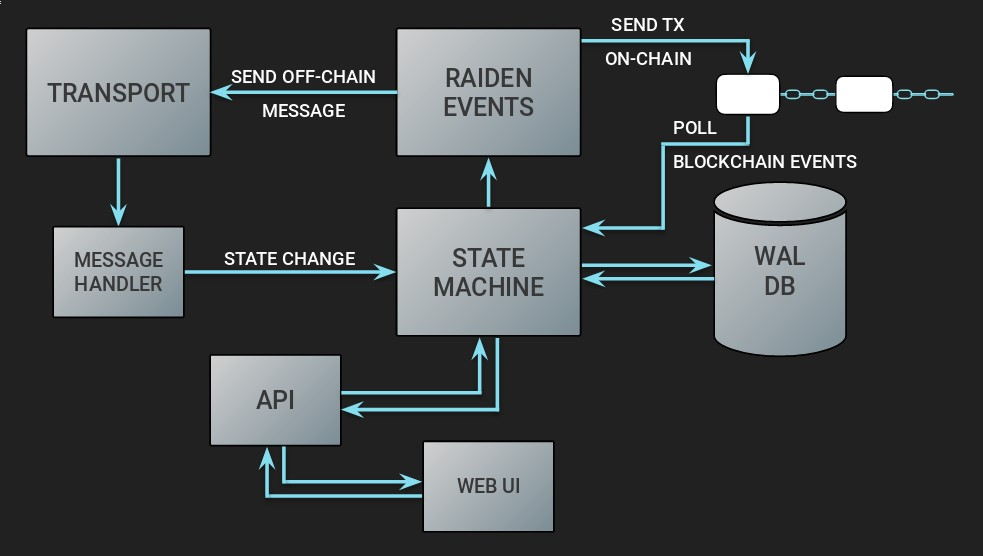 SEND TX
ON-CHAIN
TRANSPORT
SEND OFF-CHAIN
MESSAGE
RAIDEN
EVENTS
POLL
BLOCKCHAIN EVENTS
MESSAGE
HANDLER
STATE CHANGE
STATE
MACHINE
WAL
DB
API
WEB UI